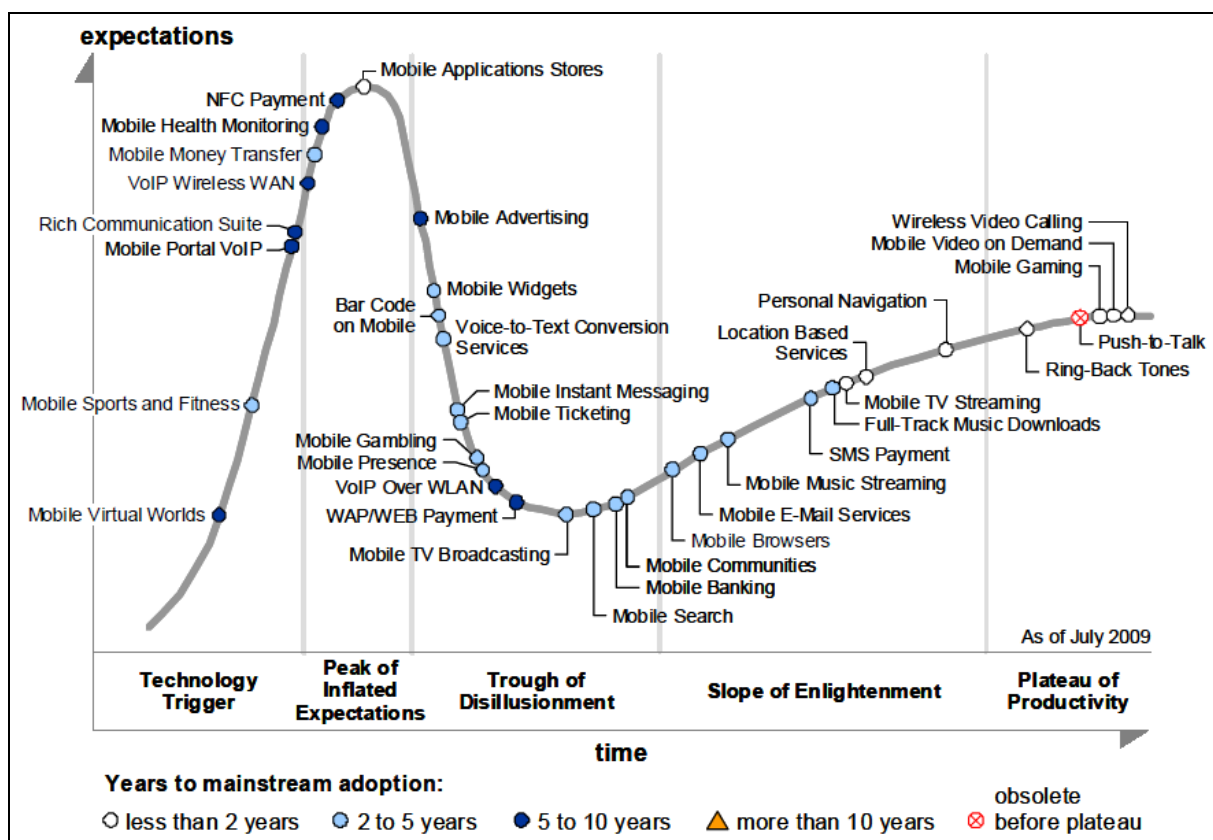 expectations
Mobile Applications Stores
NFC Payment
Mobile Health Monitoring
Mobile Money Transfer
VoIP Wireless WAN
Rich Communication Suite
Mobile Portal VoIP
Mobile Sports and Fitness
Mobile Virtual Worlds
Mobile Advertising
Mobile Widgets
Bar Code
on Mobile
Voice-to-Text Conversion
Services
Mobile Instant Messaging
Mobile Ticketing
Mobile Gambling
Mobile Presence
VoIP Over WLAN
WAP/WEB Payment
Mobile TV Broadcasting
Mobile Search
Mobile Banking
Mobile Communities
Mobile Browsers
Mobile E-Mail Services
Mobile Music Streaming
SMS Payment
Full-Track Music Downloads
Mobile TV Streaming
Location Based
Services
Personal Navigation
Ring-Back Tones
Push-to-Talk
Mobile Gaming
Mobile Video on Demand
Wireless Video Calling
As of July 2009
Technology
Trigger
Peak of
Inflated
Expectations
Trough of
Disillusionment
Slope of Enlightenment
Plateau of
Productivity
time
Years to mainstream adoption:
less than 2 years
2 to 5 years
5 to 10 years
more than 10 years
obsolete
before plateau